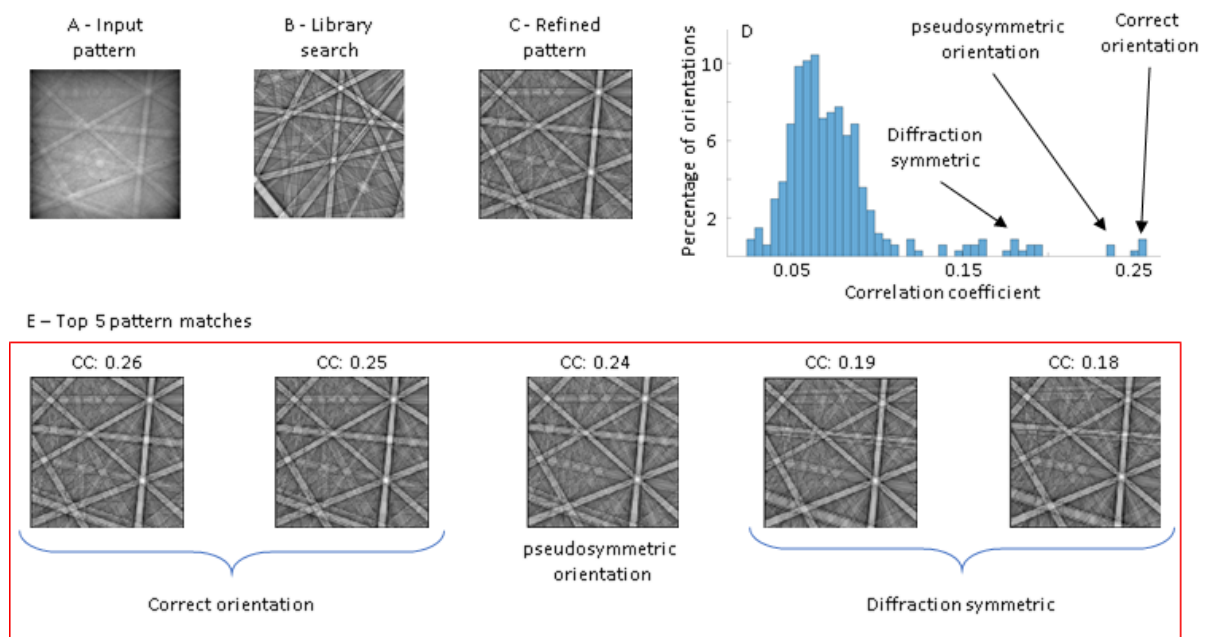 A - Input
pattern
B - Library
search
C - Refined
pattern
D
pseudosymmetric
orientation
Correct
orientation
Diffraction
symmetric
Percentage of orientations
10
6
2
0.05
0.15
0.25
Correlation coefficient
E – Top 5 pattern matches
CC: 0.26
CC: 0.25
CC: 0.24
CC: 0.19
CC: 0.18
pseudosymmetric
orientation
Correct orientation
Diffraction symmetric